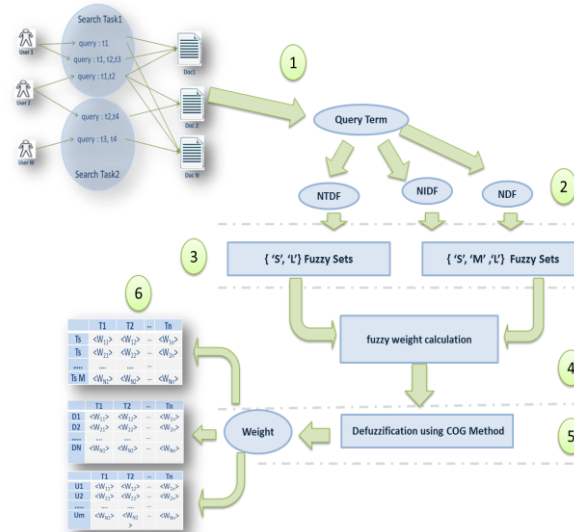 Search Task1
User 1
query : t1
query : t1, t2,t3
query : t1,t2
Doc1
User 2
query : t2,t4
query : t3, t4
Doc 2
User M
Search Task2
Doc N
1
Query Term
NTDF
NIDF
NDF
2
3
{ ‘S’, ‘L’} Fuzzy Sets
{ ‘S’, ‘M’ ,‘L’} Fuzzy Sets
6
fuzzy weight calculation
4
Defuzzification using COG Method
5
Weight
T1 T2 .. Tn
Ts <W11> <W12> ... <W1n>
Ts <W21> <W22> ... <W2n>
..... .... ....
Ts M <WN1> <WN2> ... <WNn>
T1 T2 .. Tn
D1 <W11> <W12> ... <W1n>
D2 <W21> <W22> ... <W2n>
..... .... ....
DN <WN1> <WN2> ... <WNn>
T1 T2 .. Tn
U1 <W11> <W12> ... <W1n>
U2 <W21> <W22> ... <W2n>
..... .... ....
Um <WN1> <WN2> ... <WNn>